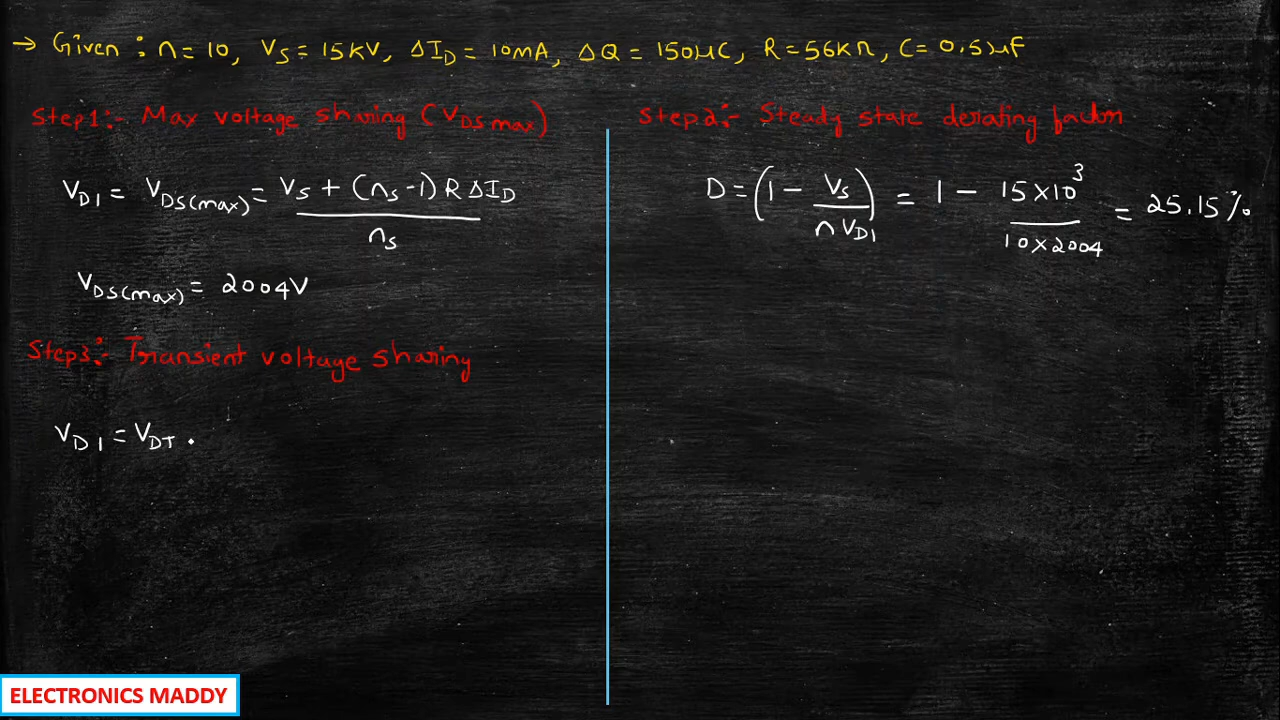 → Given : n = 10, VS = 15KV, ΔID = 10mA, ΔQ = 150μC, R = 56KΩ, C = 0.5μF
Step1:- Max voltage sharing (VDS max)
VD1 = VDS(max) = VS + (nS-1) R ΔID
nS
VDS(max) = 2004V
Step3:- Transient voltage sharing
VD1 = VDT .
Step2:- Steady state derating factor
D = (1 - VS / n VD1) = 1 - 15×10³ / 10×2004 = 25.15%
ELECTRONICS MADDY